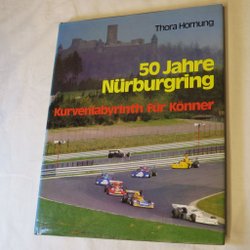 Thora Hornung
50 Jahre
Nürburgring
Kurvenlabyrinth für Könner